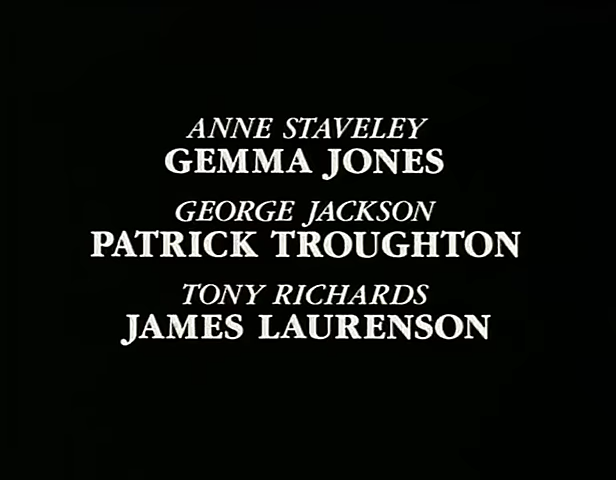 ANNE STAVELEY
GEMMA JONES
GEORGE JACKSON
PATRICK TROUGHTON
TONY RICHARDS
JAMES LAURENSON